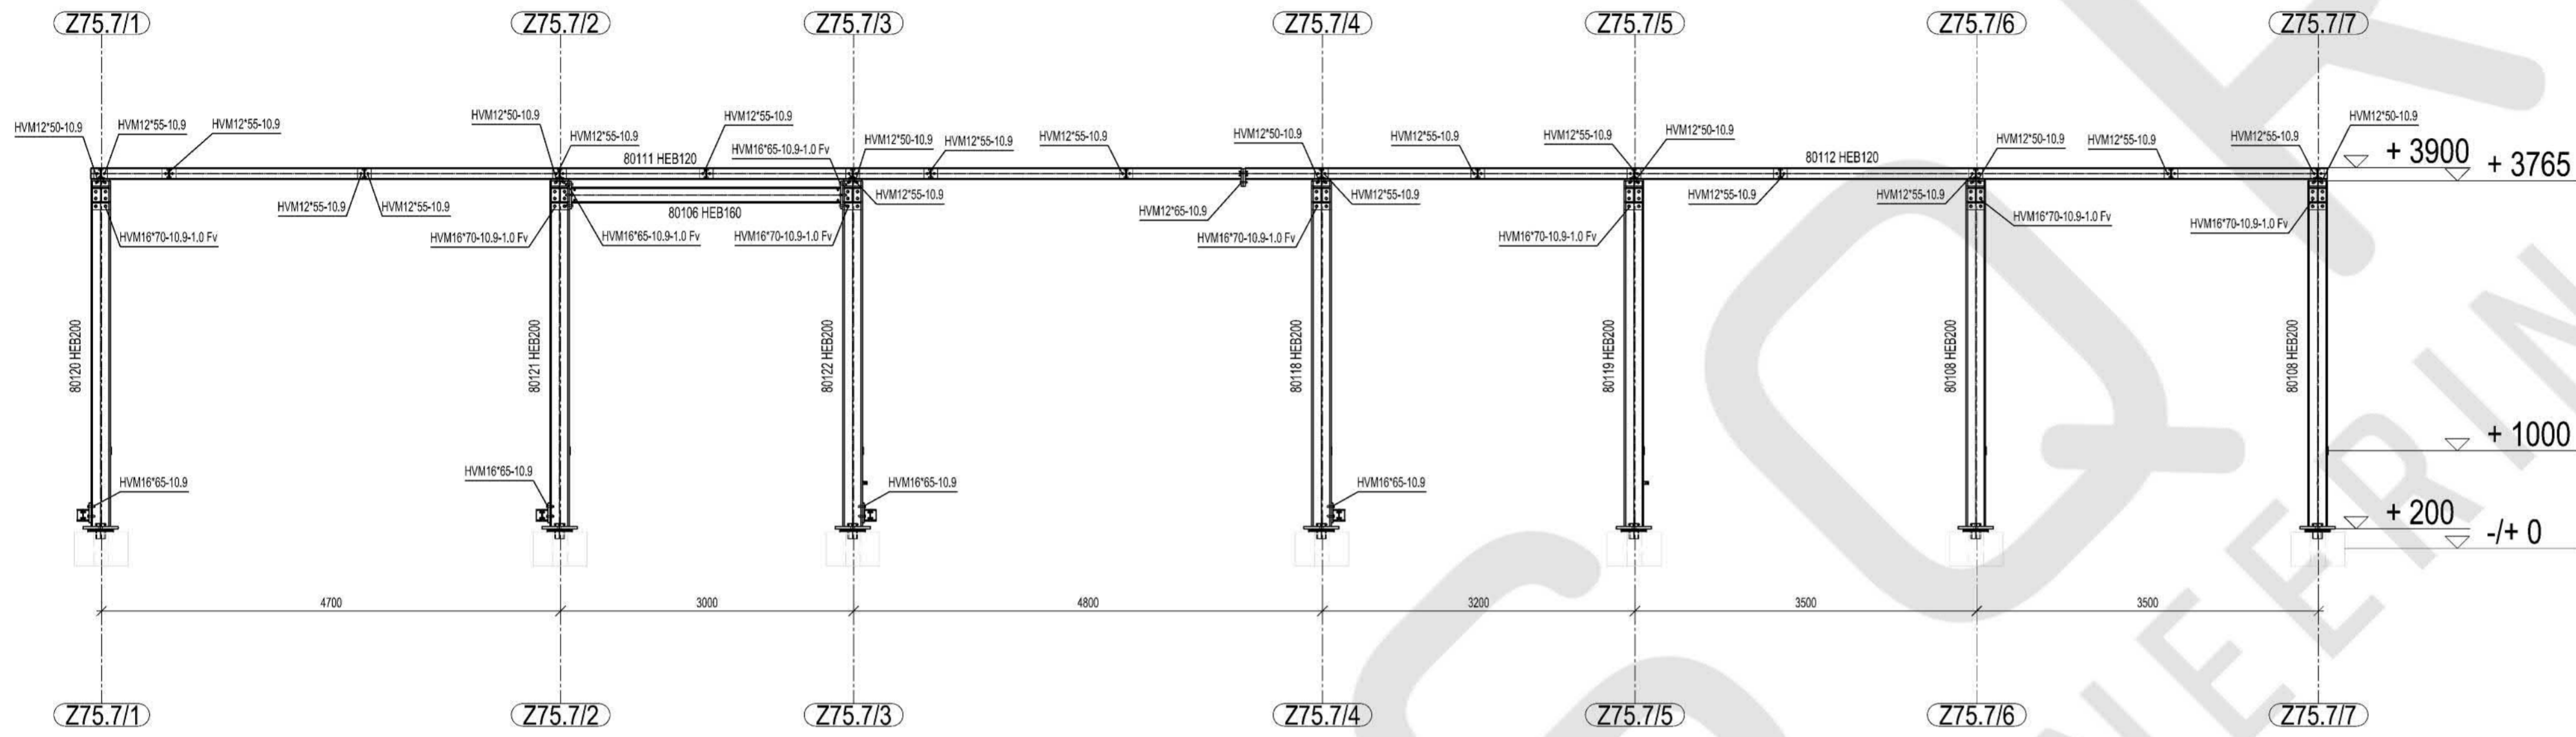 Z75.7/1 Z75.7/2 Z75.7/3 Z75.7/4 Z75.7/5 Z75.7/6 Z75.7/7
HVM12*50-10.9
HVM12*55-10.9
HVM12*55-10.9
HVM12*50-10.9
HVM12*55-10.9
HVM12*55-10.9
80111 HEB120
HVM16*65-10.9-1.0 Fv
HVM12*50-10.9
HVM12*55-10.9
HVM12*55-10.9
HVM12*50-10.9
HVM12*55-10.9
HVM12*55-10.9
HVM12*50-10.9
80112 HEB120
HVM12*50-10.9
HVM12*55-10.9
HVM12*55-10.9
HVM12*50-10.9
+ 3900
+ 3765
HVM12*55-10.9
HVM12*55-10.9
80106 HEB160
HVM12*55-10.9
HVM12*65-10.9
HVM12*55-10.9
HVM12*55-10.9
HVM12*55-10.9
HVM16*70-10.9-1.0 Fv
HVM16*70-10.9-1.0 Fv
HVM16*65-10.9-1.0 Fv
HVM16*70-10.9-1.0 Fv
HVM16*70-10.9-1.0 Fv
HVM16*70-10.9-1.0 Fv
HVM16*70-10.9-1.0 Fv
HVM16*70-10.9-1.0 Fv
80120 HEB200
80121 HEB200
80122 HEB200
80118 HEB200
80119 HEB200
80108 HEB200
80108 HEB200
+ 1000
HVM16*65-10.9
HVM16*65-10.9
HVM16*65-10.9
HVM16*65-10.9
+ 200
-/+ 0
4700 3000 4800 3200 3500 3500
Z75.7/1 Z75.7/2 Z75.7/3 Z75.7/4 Z75.7/5 Z75.7/6 Z75.7/7